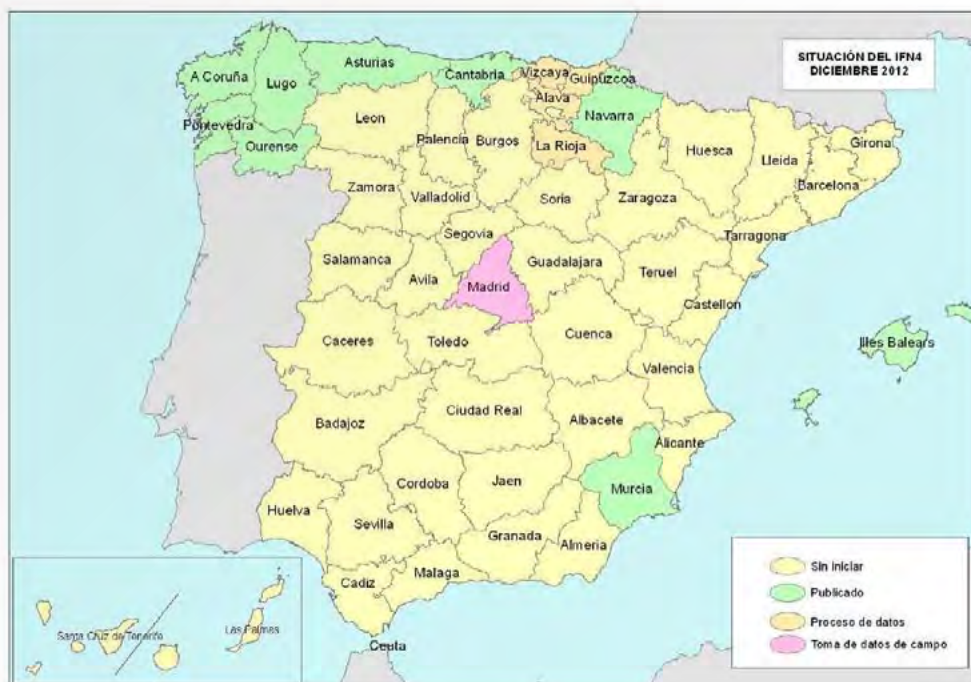 SITUACIÓN DEL IFN4
DICIEMBRE 2012
A Coruña
Lugo
Asturias
Cantabria
Vizcaya
Guipúzcoa
Alava
Navarra
Pontevedra
Ourense
Leon
Palencia
Burgos
La Rioja
Huesca
Lleida
Girona
Barcelona
Zamora
Valladolid
Soria
Zaragoza
Segovia
Tarragona
Salamanca
Avila
Madrid
Guadalajara
Teruel
Castellon
Caceres
Toledo
Cuenca
Valencia
Illes Balears
Badajoz
Ciudad Real
Albacete
Alicante
Huelva
Sevilla
Cordoba
Jaen
Murcia
Granada
Almeria
Cadiz
Malaga
Ceuta
Santa Cruz de Tenerife
Las Palmas
Sin iniciar
Publicado
Proceso de datos
Toma de datos de campo